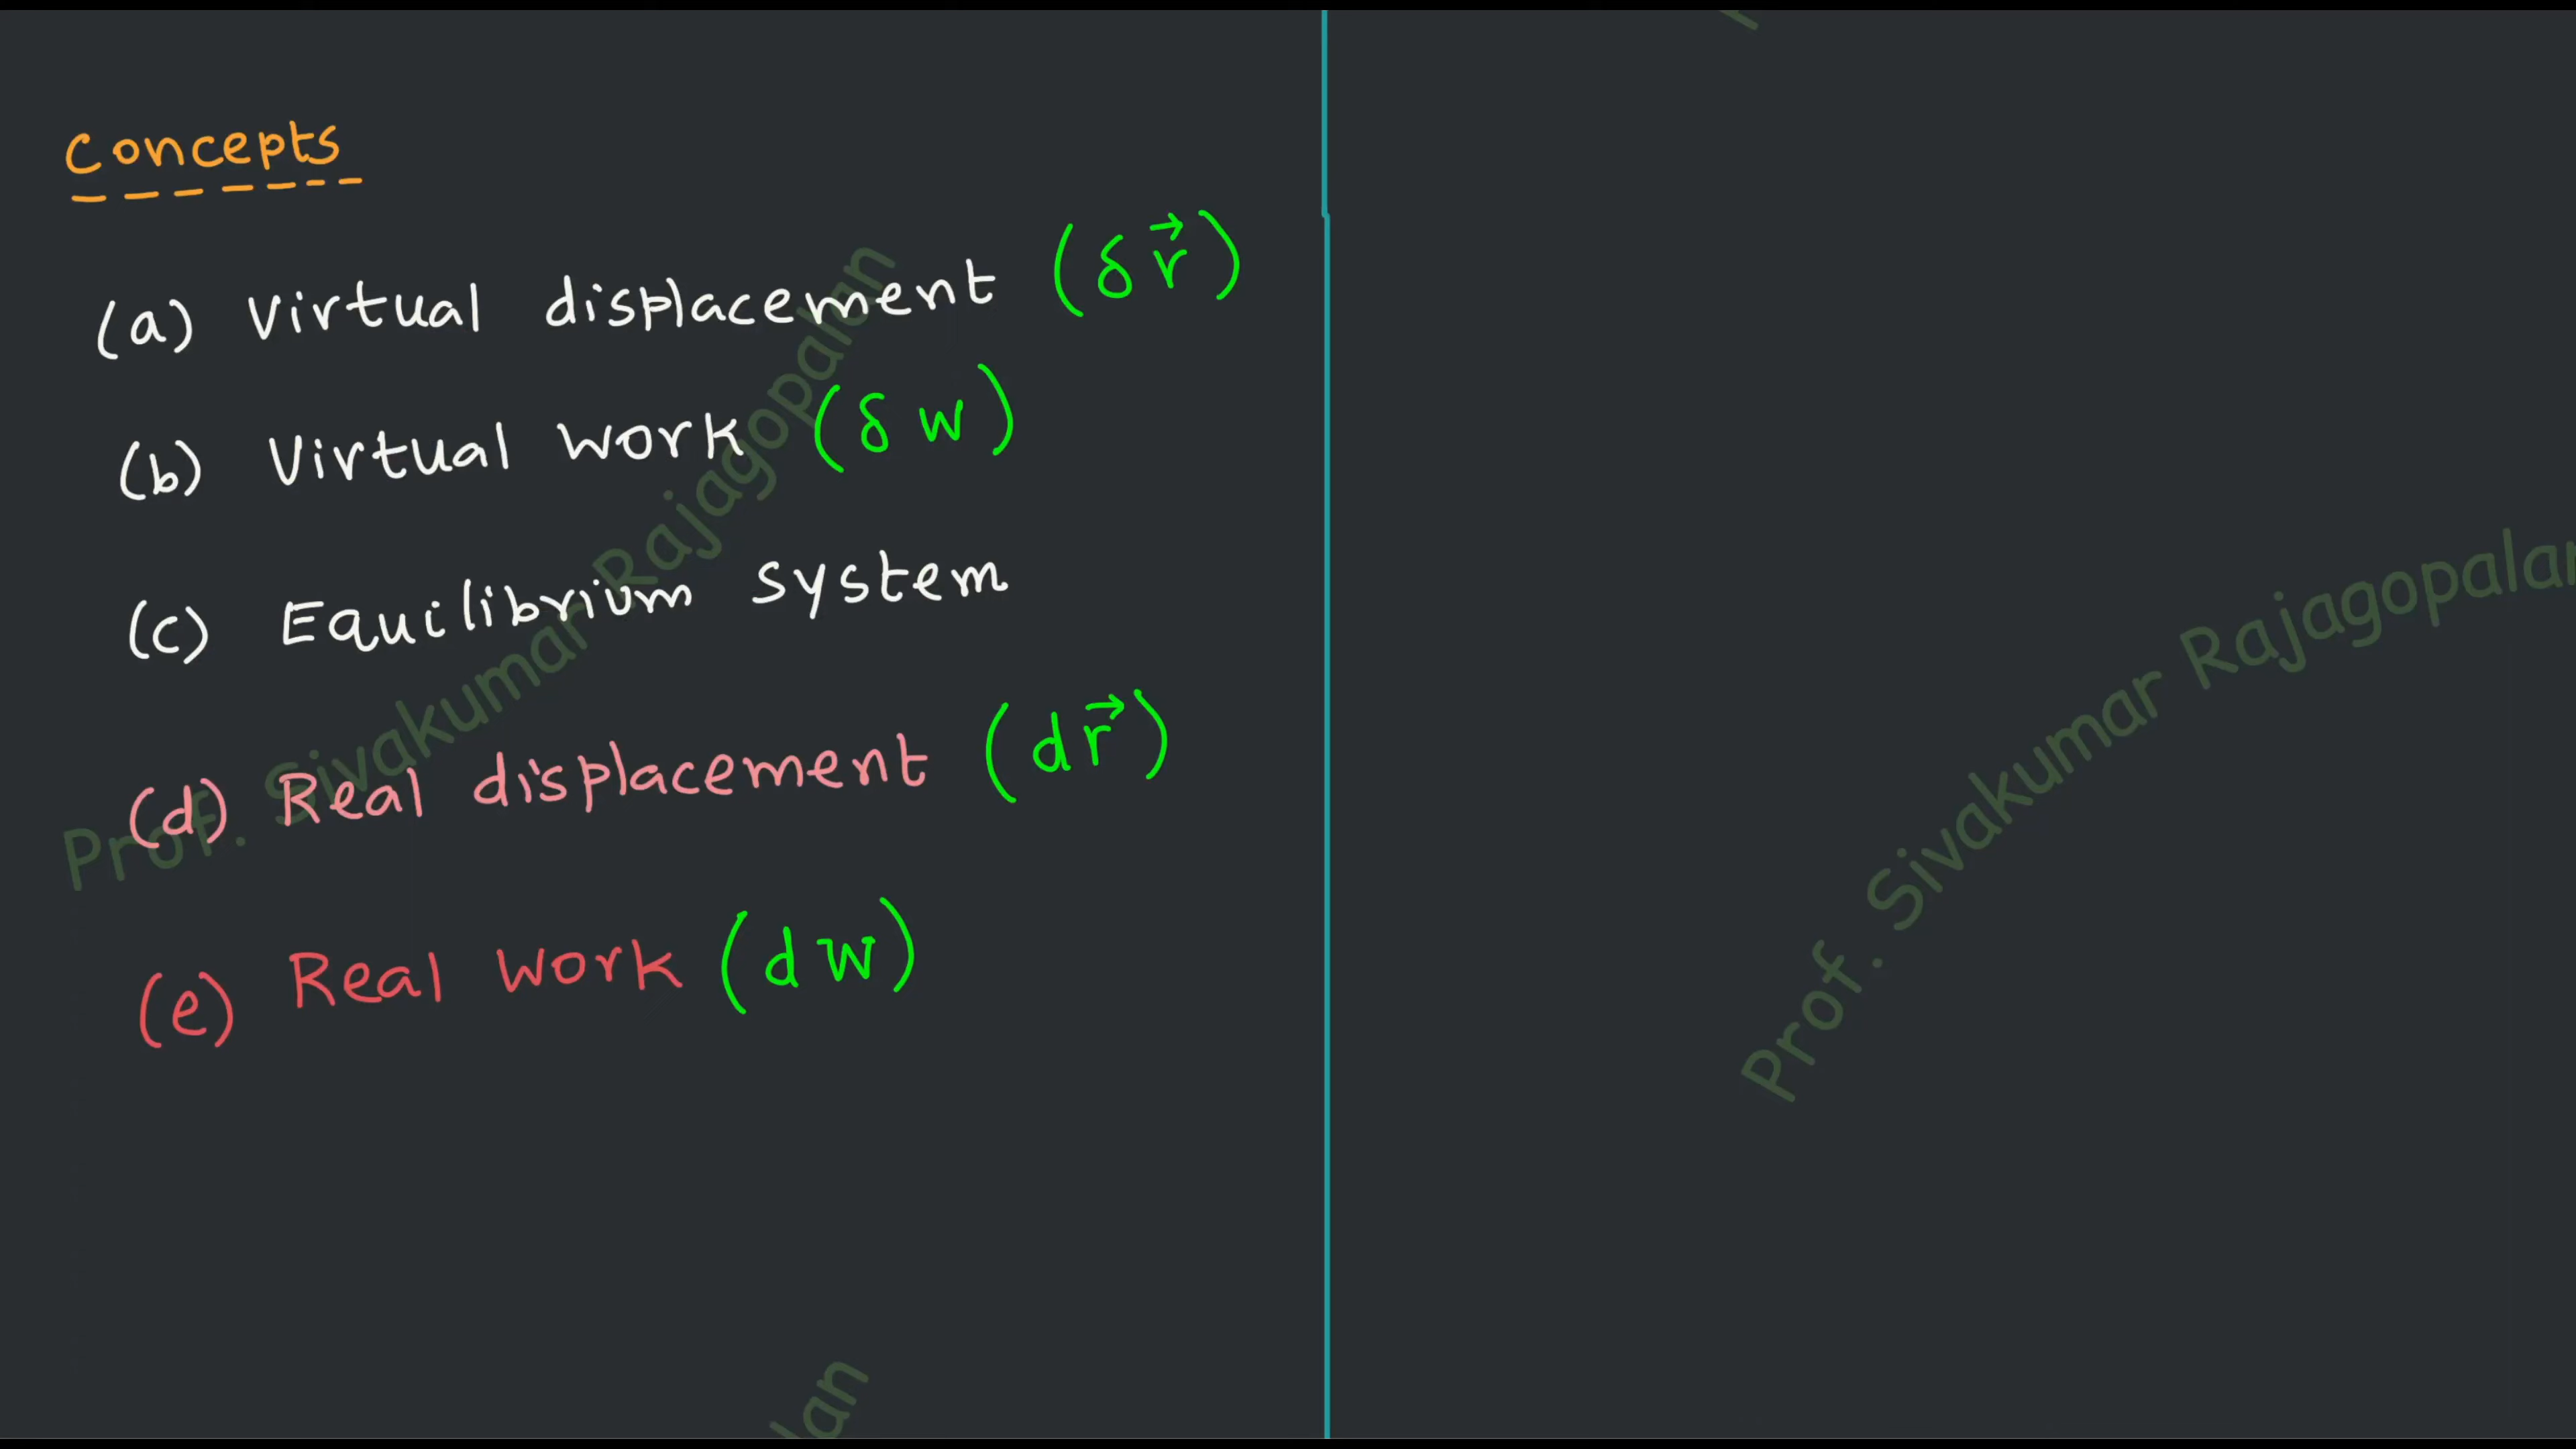 Concepts
(a) Virtual displacement (δr⃗)
(b) Virtual work (δw)
(c) Equilibrium system
(d) Real displacement (dr⃗)
(e) Real work (dw)
Prof. Sivakumar Rajagopalan
Prof. Sivakumar Rajagopalan
lan